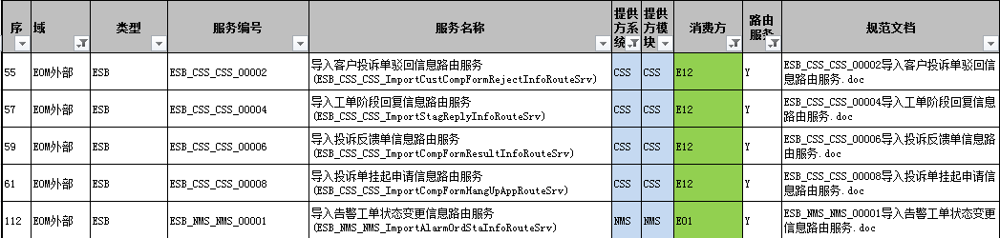 序 域 类型 服务编号 服务名称 提供方系统 提供方模块 消费方 路由服务 规范文档
55 EOM外部 ESB ESB_CSS_CSS_00002 导入客户投诉单驳回信息路由服务 CSS CSS E12 Y ESB_CSS_CSS_00002导入客户投诉单驳回信
(ESB_CSS_CSS_ImportCustCompFormRejectInfoRouteSrv) 息路由服务.doc
57 EOM外部 ESB ESB_CSS_CSS_00004 导入工单阶段回复信息路由服务 CSS CSS E12 Y ESB_CSS_CSS_00004导入工单阶段回复信息
(ESB_CSS_CSS_ImportStagReplyInfoRouteSrv) 路由服务.doc
59 EOM外部 ESB ESB_CSS_CSS_00006 导入投诉反馈单信息路由服务 CSS CSS E12 Y ESB_CSS_CSS_00006导入投诉反馈单信息路
(ESB_CSS_CSS_ImportCompFormResultInfoRouteSrv) 由服务.doc
61 EOM外部 ESB ESB_CSS_CSS_00008 导入投诉单挂起申请信息路由服务 CSS CSS E12 Y ESB_CSS_CSS_00008导入投诉单挂起申请信
(ESB_CSS_CSS_ImportCompFormHangUpAppRouteSrv) 息路由服务.doc
112 EOM外部 ESB ESB_NMS_NMS_00001 导入告警工单状态变更信息路由服务 NMS NMS E01 Y ESB_NMS_NMS_00001导入告警工单状态变更
(ESB_NMS_NMS_ImportAlarmOrdStaInfoRouteSrv) 信息路由服务.doc